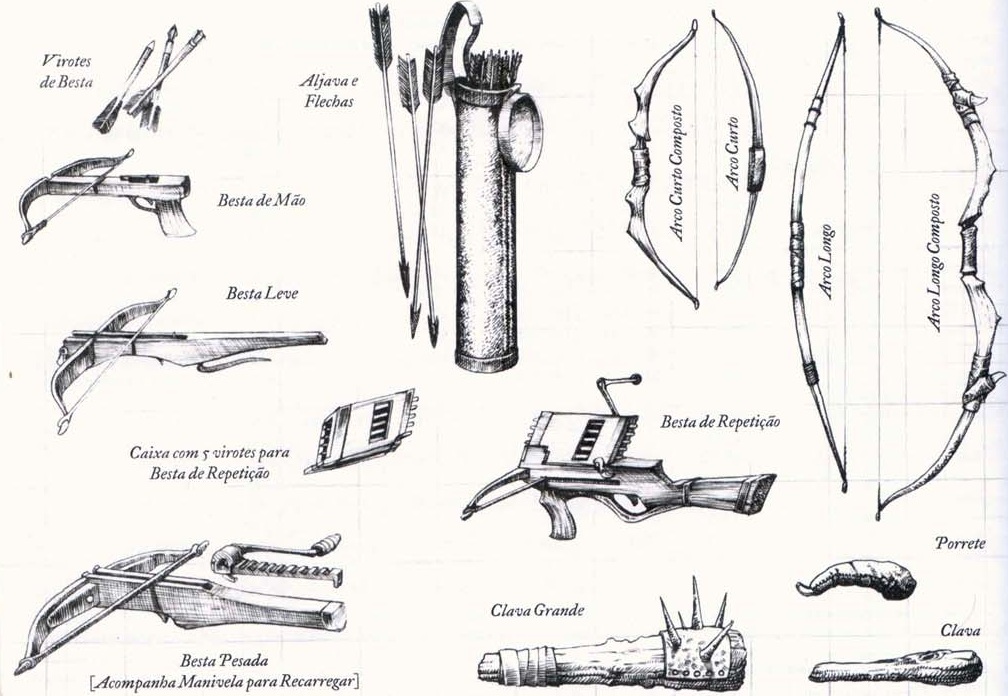 Virotes
de Besta
Aljava e
Flechas
Arco Curto Composto
Arco Curto
Arco Longo
Arco Longo Composto
Besta de Mão
Besta Leve
Caixa com 5 virotes para
Besta de Repetição
Besta de Repetição
Porrete
Clava Grande
Clava
Besta Pesada
[Acompanha Manivela para Recarregar]